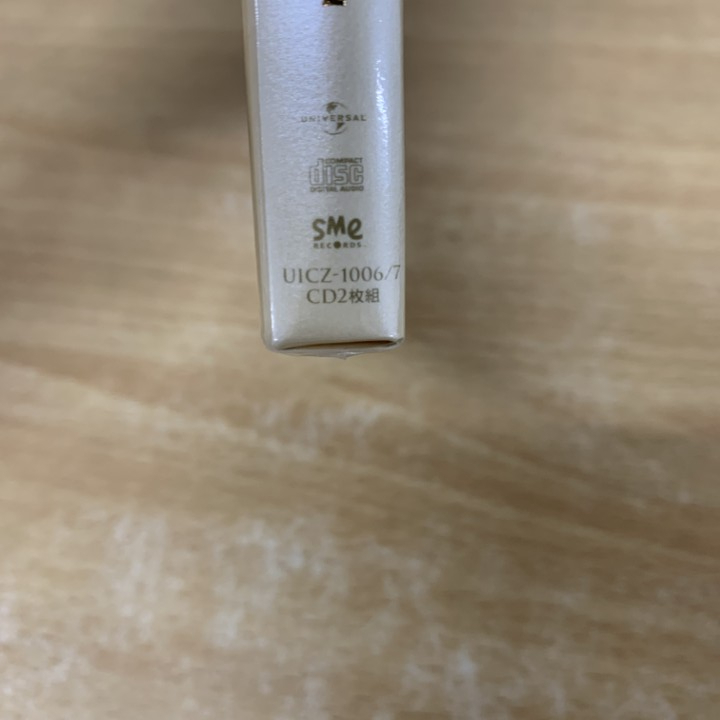 UNIVERSAL
COMPACT
disc
DIGITAL AUDIO
sme
RECORDS
UICZ-1006/7
CD2枚組